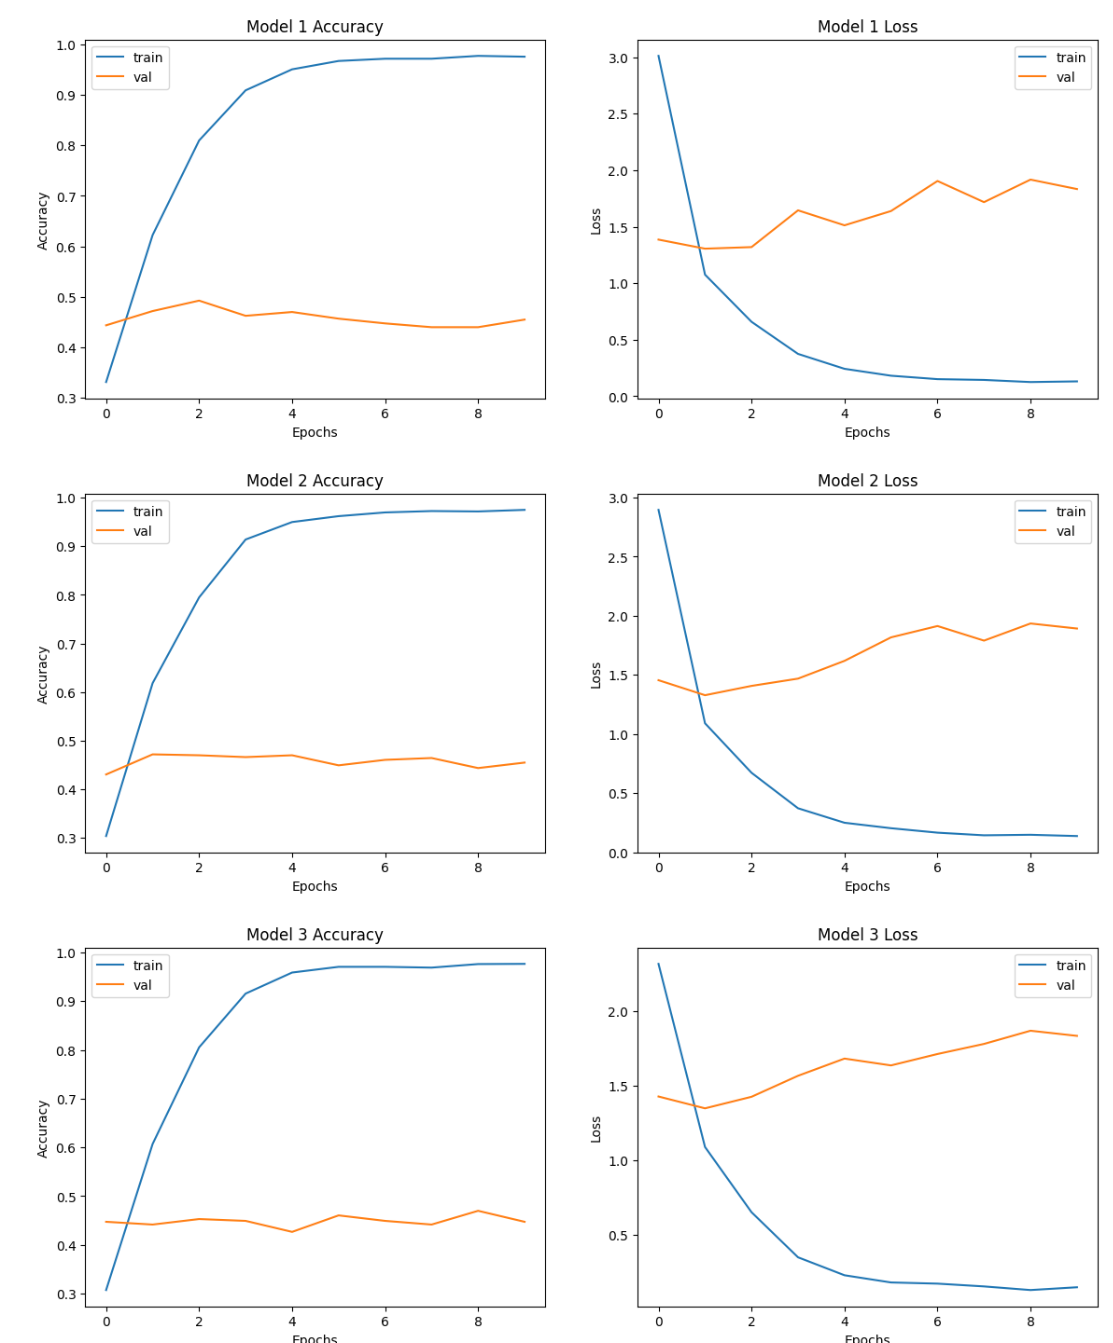 Model 1 Accuracy
Model 1 Loss
train
val
train
val
1.0
0.9
0.8
0.7
0.6
0.5
0.4
0.3
Accuracy
0 2 4 6 8
Epochs
3.0
2.5
2.0
1.5
1.0
0.5
0.0
Loss
0 2 4 6 8
Epochs
Model 2 Accuracy
Model 2 Loss
train
val
train
val
1.0
0.9
0.8
0.7
0.6
0.5
0.4
0.3
Accuracy
0 2 4 6 8
Epochs
3.0
2.5
2.0
1.5
1.0
0.5
0.0
Loss
0 2 4 6 8
Epochs
Model 3 Accuracy
Model 3 Loss
train
val
train
val
1.0
0.9
0.8
0.7
0.6
0.5
0.4
0.3
Accuracy
0 2 4 6 8
Epochs
2.0
1.5
1.0
0.5
Loss
0 2 4 6 8
Epochs